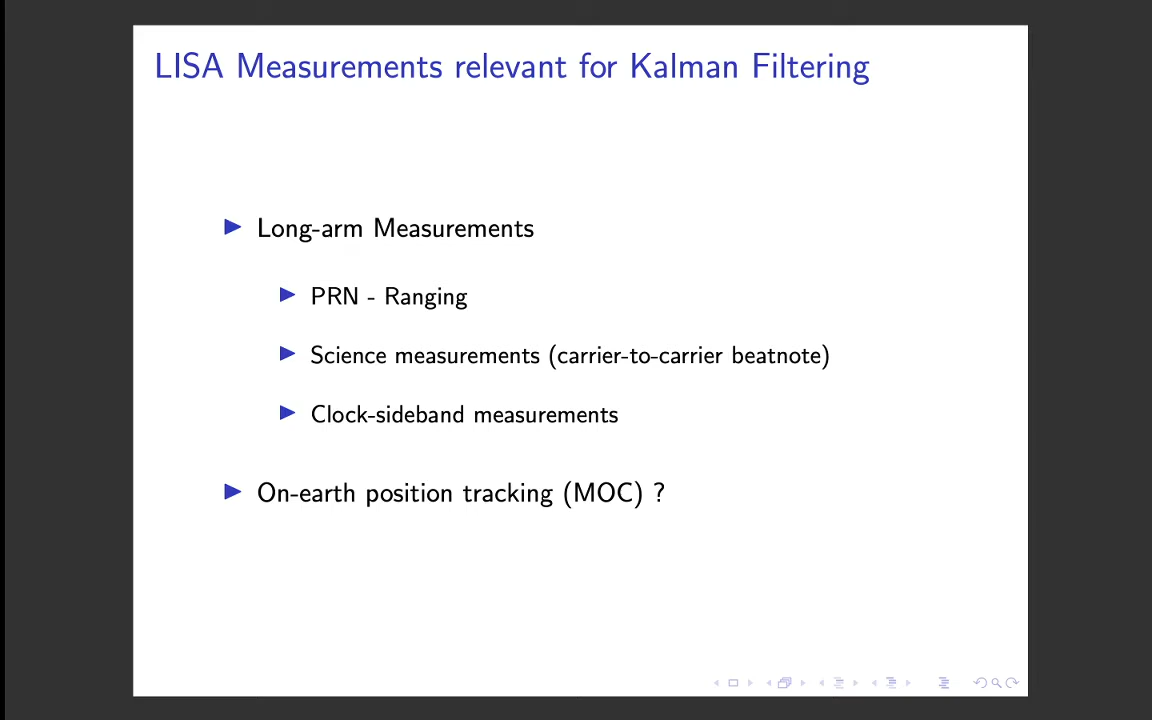 LISA Measurements relevant for Kalman Filtering
Long-arm Measurements
PRN - Ranging
Science measurements (carrier-to-carrier beatnote)
Clock-sideband measurements
On-earth position tracking (MOC) ?